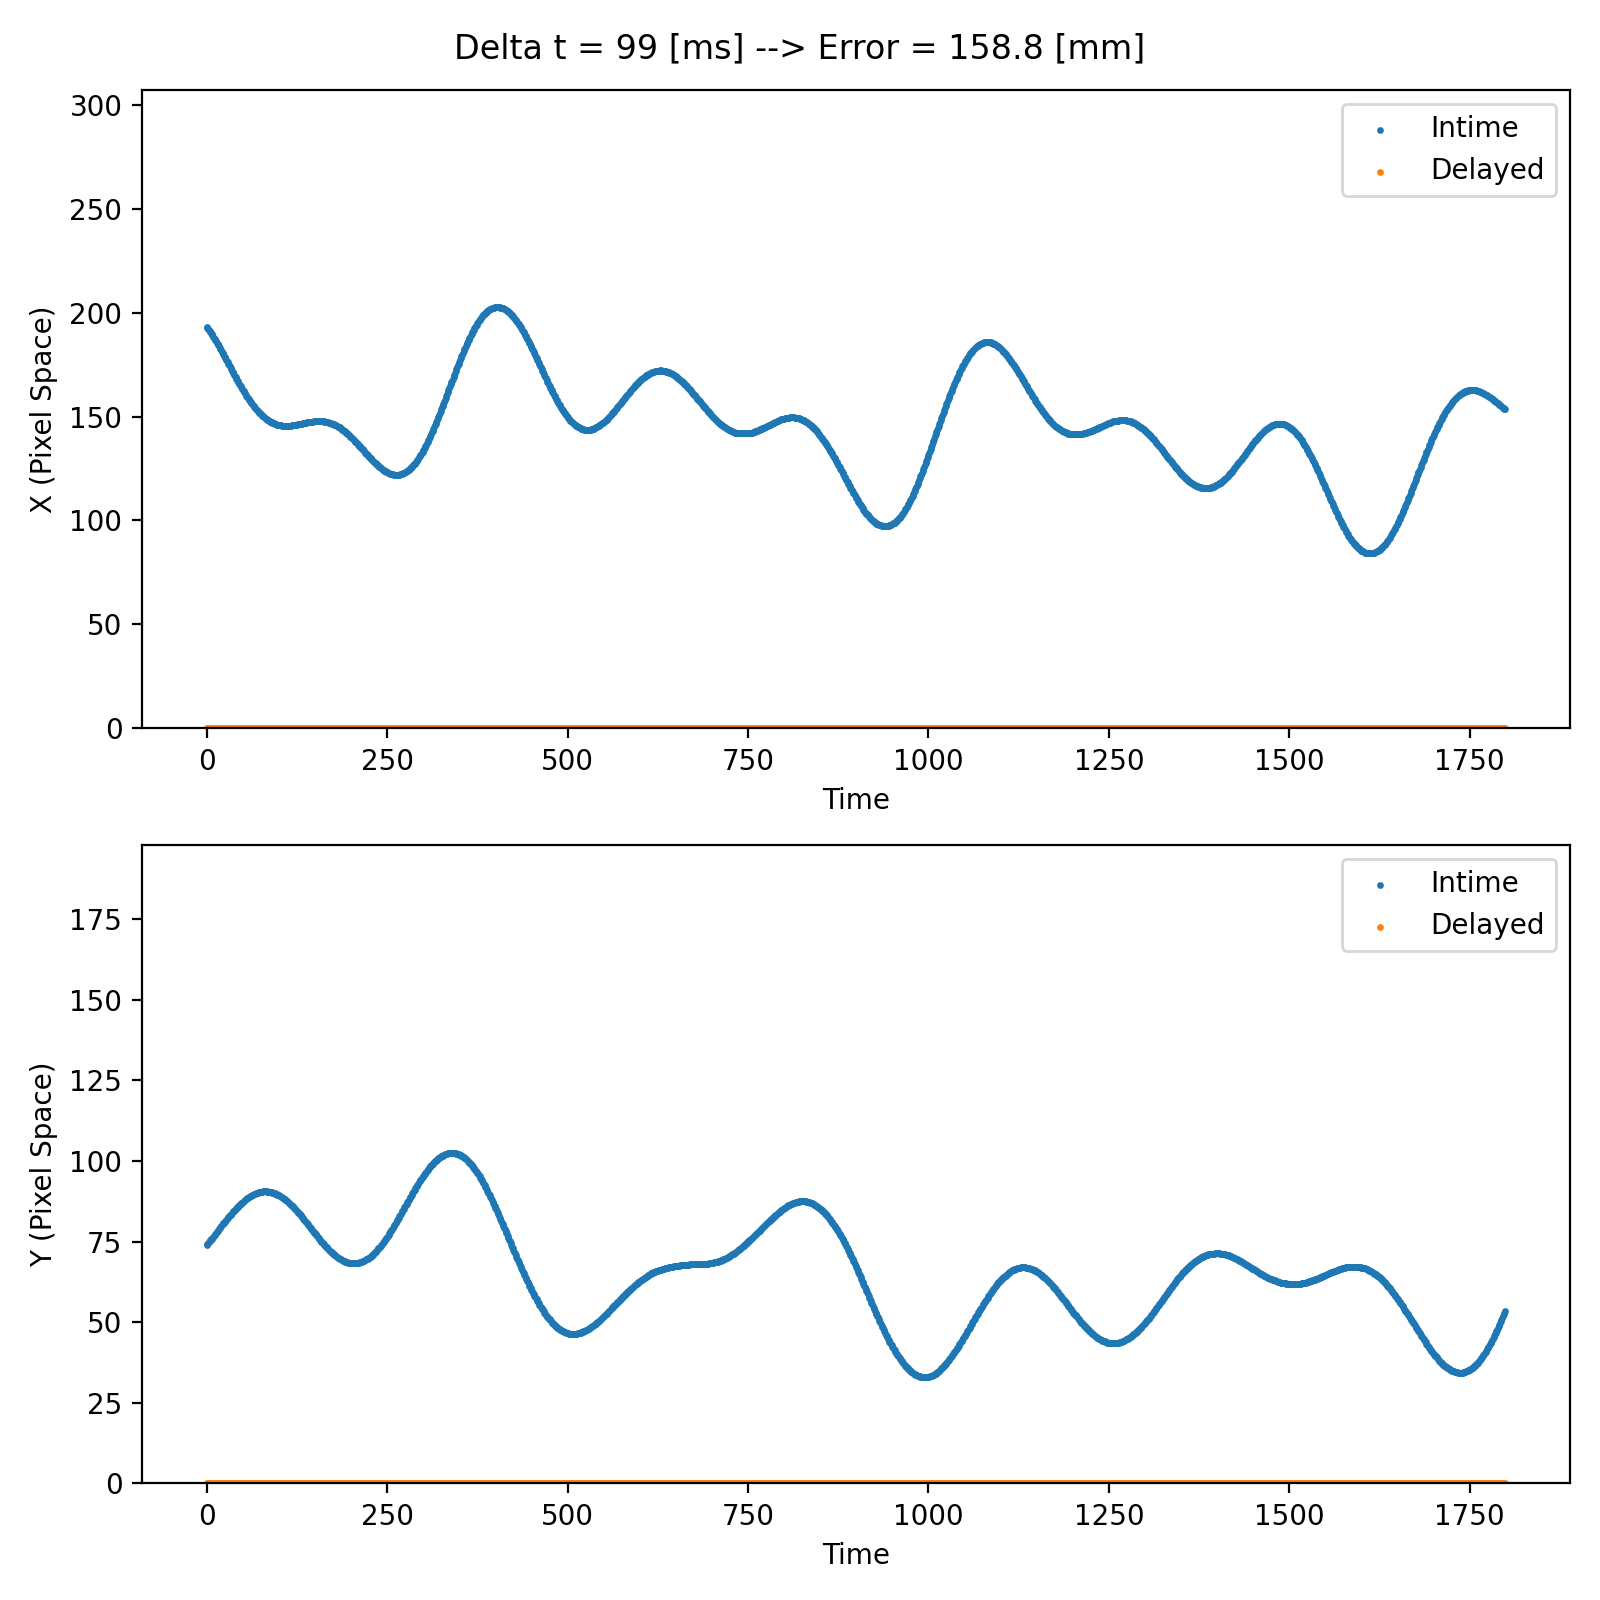 Delta t = 99 [ms] --> Error = 158.8 [mm]
300
250
200
150
100
50
0
X (Pixel Space)
Intime
Delayed
0 250 500 750 1000 1250 1500 1750
Time
175
150
125
100
75
50
25
0
Y (Pixel Space)
Intime
Delayed
0 250 500 750 1000 1250 1500 1750
Time